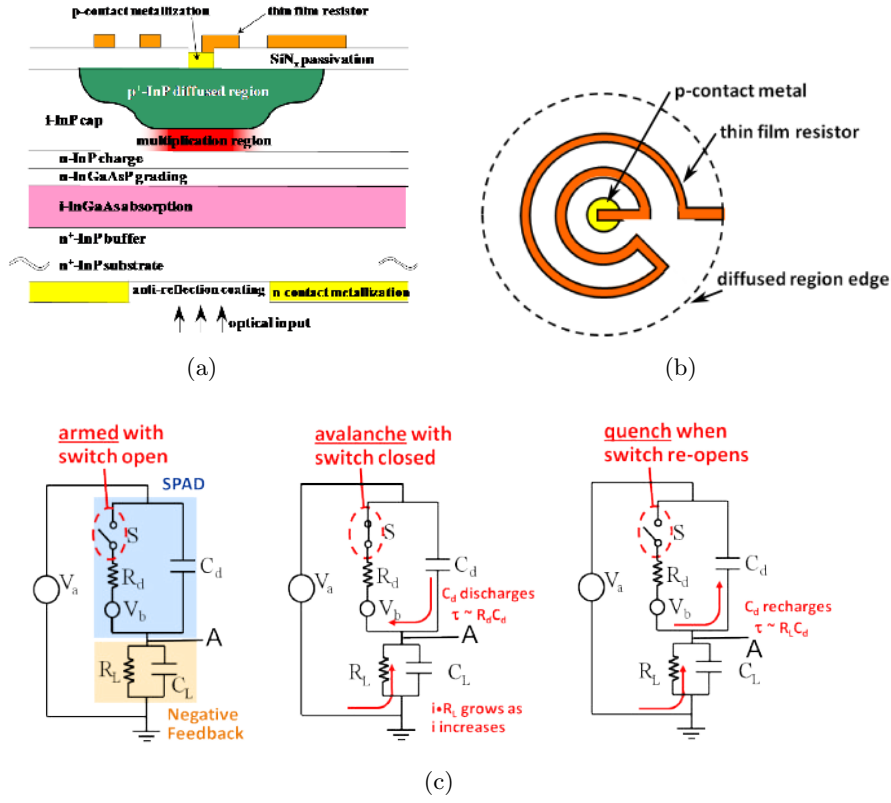 p-contact metallization
thin film resistor
SiNx passivation
p+-InP diffused region
i-InP cap
multiplication region
n-InP charge
n-InGaAsP grading
i-InGaAs absorption
n+-InP buffer
n+-InP substrate
anti-reflection coating
n contact metallization
optical input
(a)
p-contact metal
thin film resistor
diffused region edge
(b)
armed with
switch open
SPAD
S
Rd
Cd
Va
Vb
A
RL
CL
Negative
Feedback
avalanche with
switch closed
S
Rd
Cd
Va
Vb
Cd discharges
τ ~ RdCd
A
RL
CL
i•RL grows as
i increases
quench when
switch re-opens
S
Rd
Cd
Va
Vb
Cd recharges
τ ~ RLCd
A
RL
CL
(c)